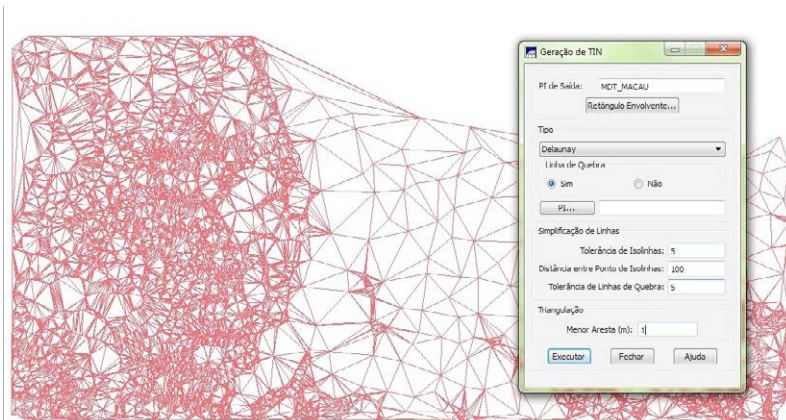 Geração de TIN
PI de Saída: MDT_MACAU
Retângulo Envolvente...
Tipo
Delaunay
Linha de Quebra
Sim Não
PI...
Simplificação de Linhas
Tolerância de Isolinhas: 5
Distância entre Ponto de Isolinhas: 100
Tolerância de Linhas de Quebra: 5
Triangulação
Menor Aresta (m): 1
Executar Fechar Ajuda